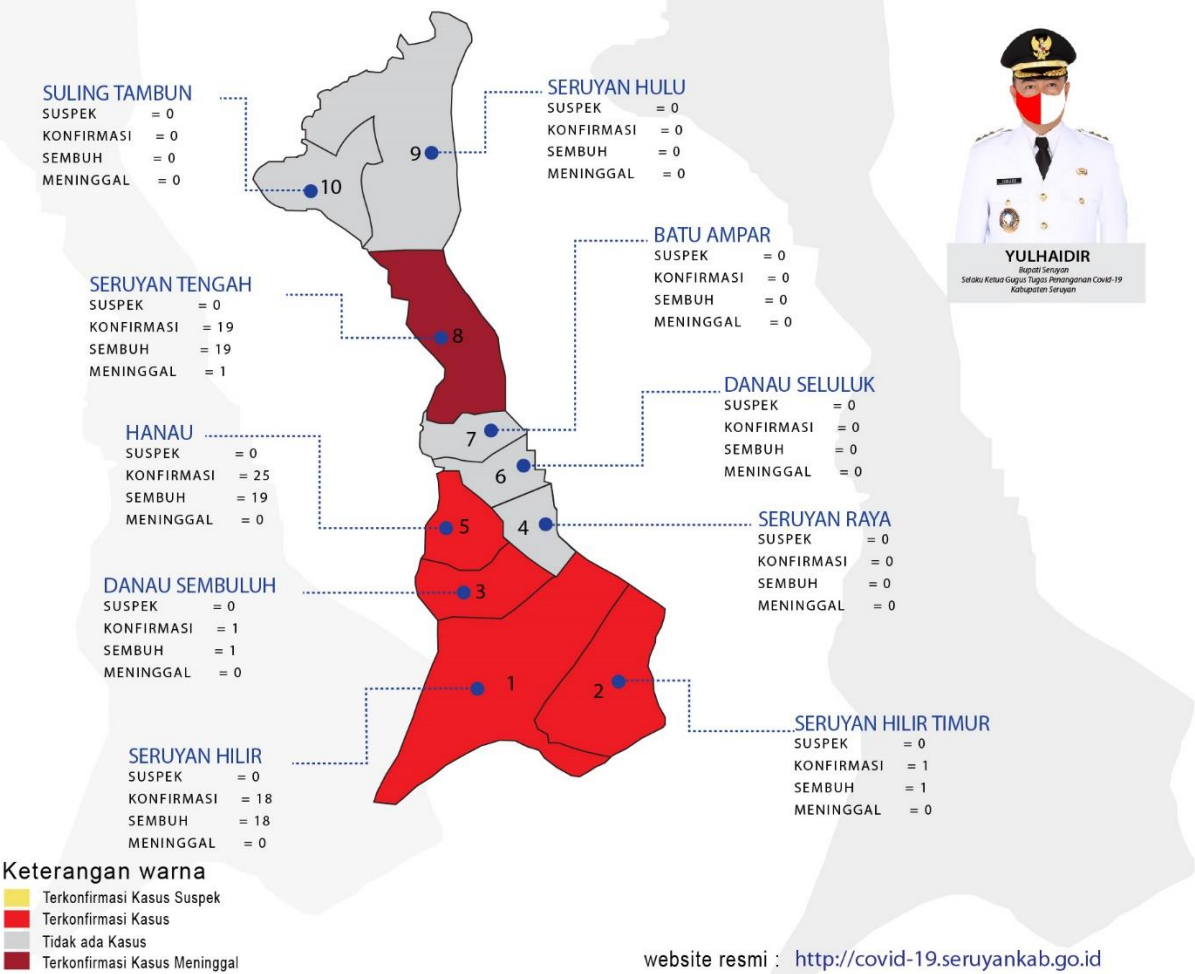 SULING TAMBUN
SUSPEK = 0
KONFIRMASI = 0
SEMBUH = 0
MENINGGAL = 0
SERUYAN HULU
SUSPEK = 0
KONFIRMASI = 0
SEMBUH = 0
MENINGGAL = 0
9
10
YULHAIDIR
Bupati Seruyan
Selaku Ketua Gugus Tugas Penanganan Covid-19
Kabupaten Seruyan
BATU AMPAR
SUSPEK = 0
KONFIRMASI = 0
SEMBUH = 0
MENINGGAL = 0
SERUYAN TENGAH
SUSPEK = 0
KONFIRMASI = 19
SEMBUH = 19
MENINGGAL = 1
8
DANAU SELULUK
SUSPEK = 0
KONFIRMASI = 0
SEMBUH = 0
MENINGGAL = 0
HANAU
SUSPEK = 0
KONFIRMASI = 25
SEMBUH = 19
MENINGGAL = 0
7
6
5
4
SERUYAN RAYA
SUSPEK = 0
KONFIRMASI = 0
SEMBUH = 0
MENINGGAL = 0
DANAU SEMBULUH
SUSPEK = 0
KONFIRMASI = 1
SEMBUH = 1
MENINGGAL = 0
3
1
2
SERUYAN HILIR TIMUR
SUSPEK = 0
KONFIRMASI = 1
SEMBUH = 1
MENINGGAL = 0
SERUYAN HILIR
SUSPEK = 0
KONFIRMASI = 18
SEMBUH = 18
MENINGGAL = 0
Keterangan warna
Terkonfirmasi Kasus Suspek
Terkonfirmasi Kasus
Tidak ada Kasus
Terkonfirmasi Kasus Meninggal
website resmi : http://covid-19.seruyankab.go.id